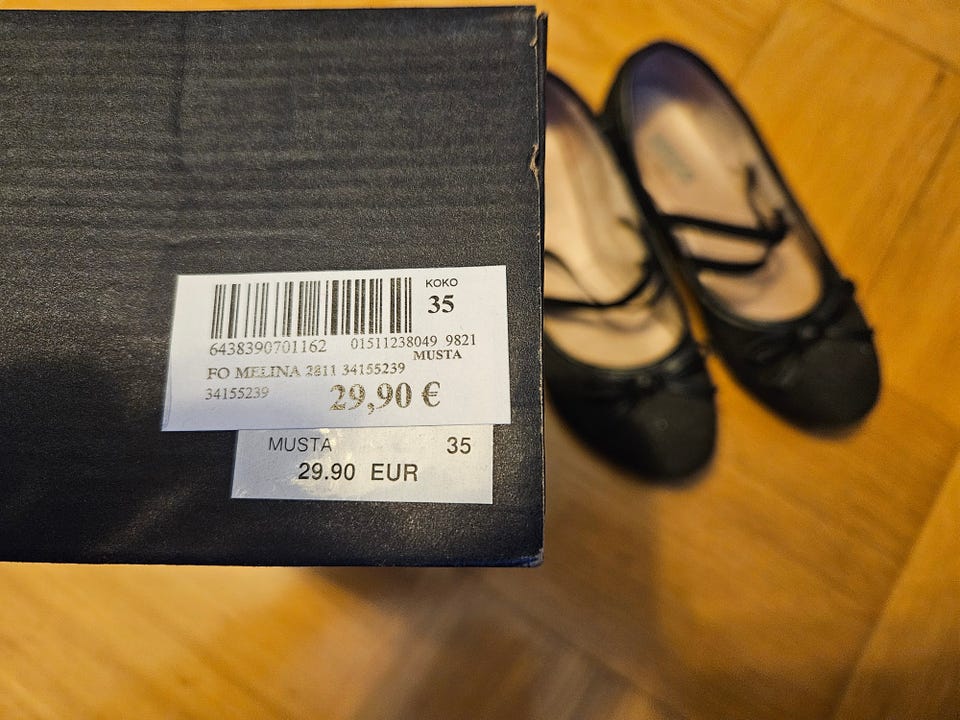 KOKO
35
6438390701162 01511238049 9821
MUSTA
FO MELINA 2811 34155239
34155239 29,90 €
MUSTA 35
29.90 EUR